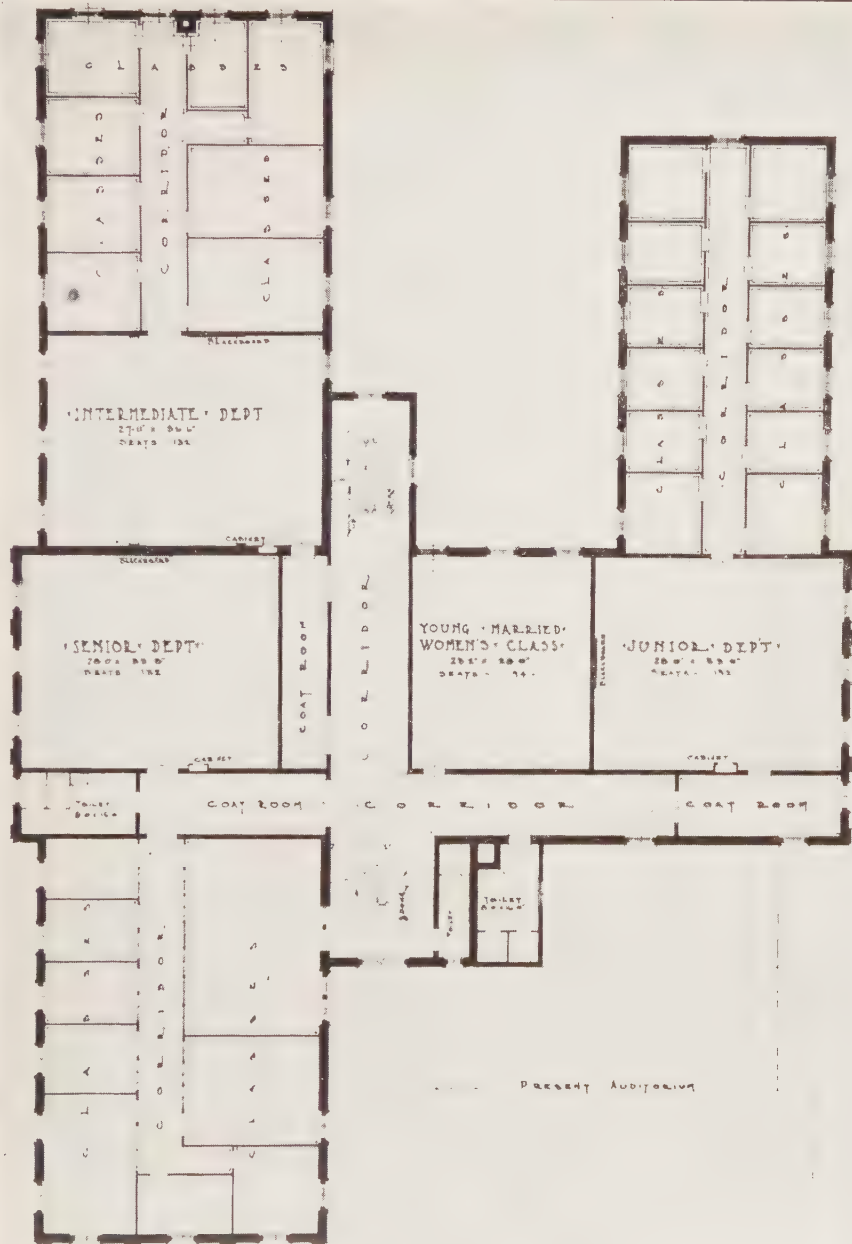 CLASSES
CLASSES
CORRIDOR
CLASSES
BLACKBOARD
·INTERMEDIATE· DEPT
SEATS 132
CABINET
BLACKBOARD
·SENIOR· DEPT·
SEATS 132
COAT ROOM
CORRIDOR
YOUNG · MARRIED·
WOMEN'S · CLASS·
SEATS · 94 ·
BLACKBOARD
·JUNIOR· DEPT·
SEATS · 132
CORRIDOR
CLASSES
CLASSES
CABINET
CABINET
TOILET
COAT ROOM
CORRIDOR
COAT ROOM
TOILET
TOILET
CLASSES
CORRIDOR
CLASSES
PRESENT AUDITORIUM